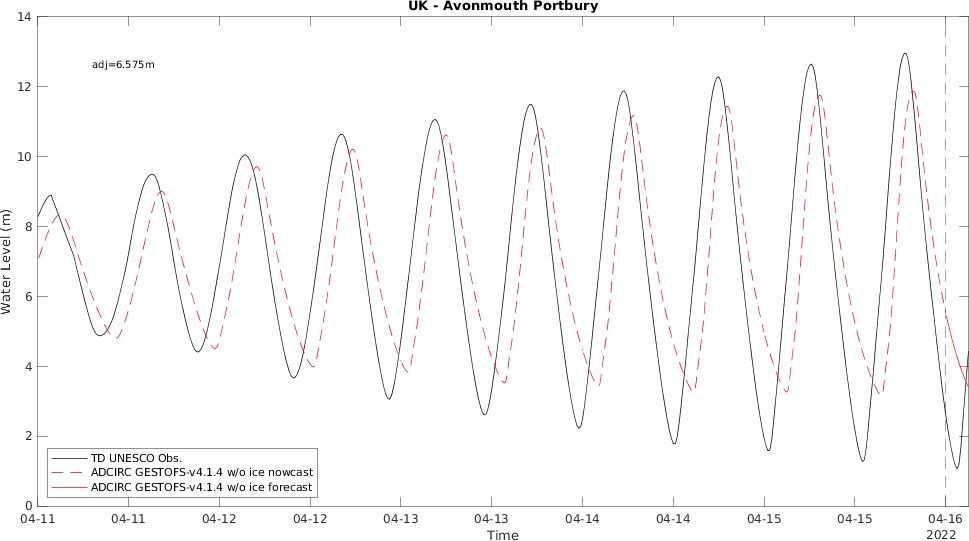 UK - Avonmouth Portbury
14
12
10
8
6
4
2
0
Water Level (m)
adj=6.575m
TD UNESCO Obs.
ADCIRC GESTOFS-v4.1.4 w/o ice nowcast
ADCIRC GESTOFS-v4.1.4 w/o ice forecast
04-11 04-11 04-12 04-12 04-13 04-13 04-14 04-14 04-15 04-15 04-16
Time
2022